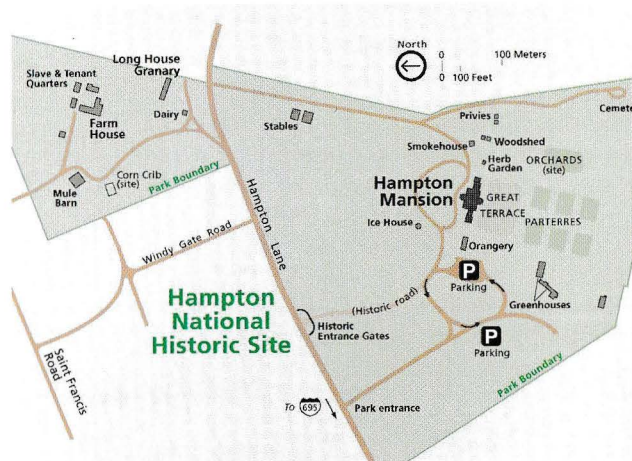 North
0 100 Meters
0 100 Feet
Long House
Granary
Slave & Tenant
Quarters
Farm
House
Dairy
Stables
Privies
Smokehouse
Woodshed
Herb
Garden
ORCHARDS
(site)
Mule
Barn
Corn Crib
(site)
Park Boundary
Hampton
Mansion
GREAT
TERRACE
PARTERRES
Ice House
Orangery
Hampton Lane
Windy Gate Road
P
Parking
Greenhouses
Hampton
National
Historic Site
(Historic road)
Historic
Entrance Gates
P
Parking
Saint Francis
Road
Park Boundary
To 695
Park entrance